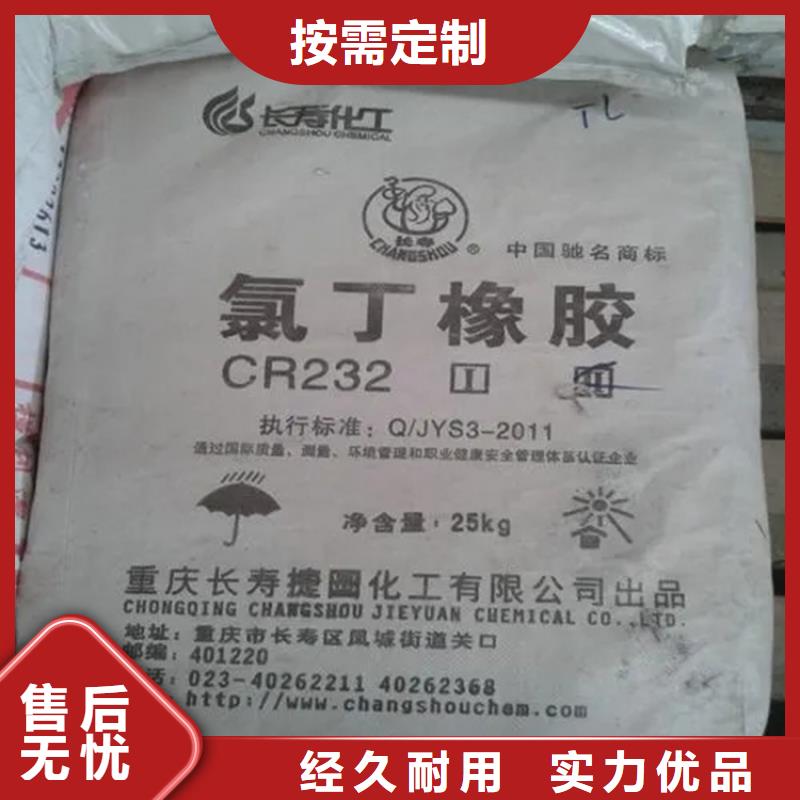 按需定制
长寿化工
CHANGSHOU CHEMICAL
TL
长寿
CHANGSHOU ®
中国驰名商标
氯丁橡胶
CR232 I II
执行标准: Q/JYS3-2011
通过国际质量、测量、环境管理和职业健康安全管理体系认证企业
净含量: 25kg
重庆长寿捷圆化工有限公司出品
CHONGQING CHANGSHOU JIEYUAN CHEMICAL CO.,LTD.
地址: 重庆市长寿区凤城街道关口
邮编: 401220
话: 023-40262211 40262368
http://www.changshouchem.com
售后
无忧
经久耐用 实力优品